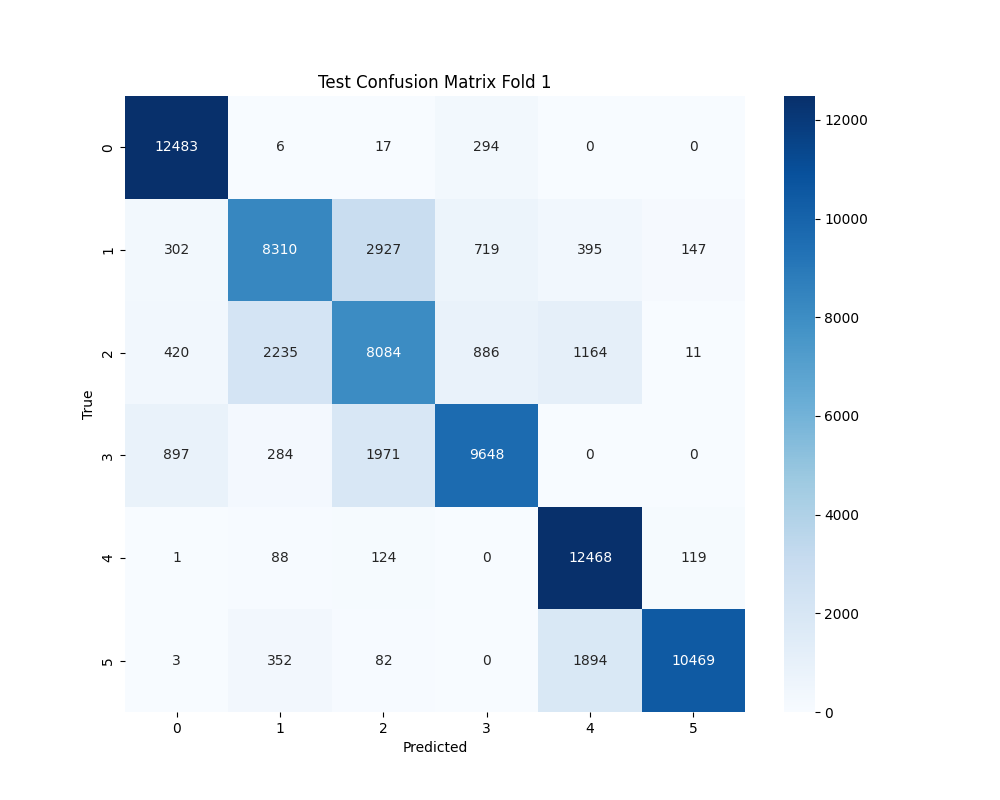 Test Confusion Matrix Fold 1
0 12483 6 17 294 0 0
1 302 8310 2927 719 395 147
2 420 2235 8084 886 1164 11
3 897 284 1971 9648 0 0
4 1 88 124 0 12468 119
5 3 352 82 0 1894 10469
0 1 2 3 4 5
True
Predicted
12000
10000
8000
6000
4000
2000
0